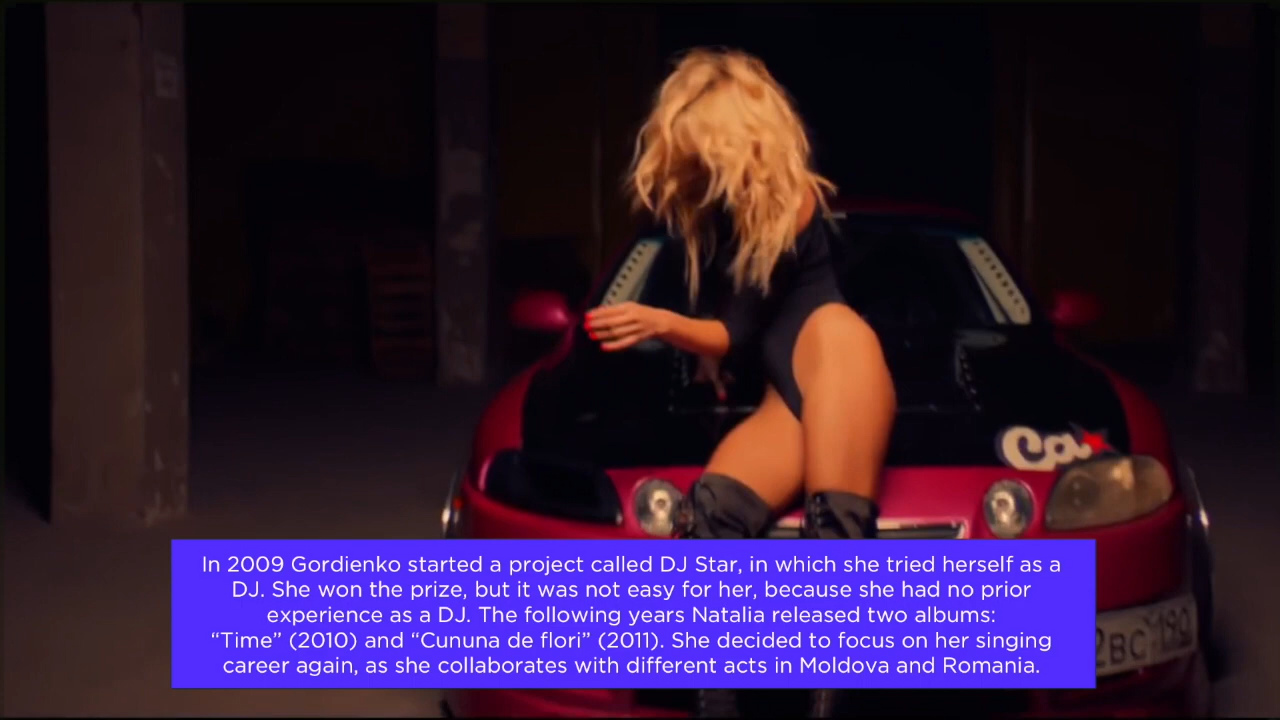 Ca
In 2009 Gordienko started a project called DJ Star, in which she tried herself as a
DJ. She won the prize, but it was not easy for her, because she had no prior
experience as a DJ. The following years Natalia released two albums:
“Time” (2010) and “Cununa de flori” (2011). She decided to focus on her singing
career again, as she collaborates with different acts in Moldova and Romania.
2BC 190